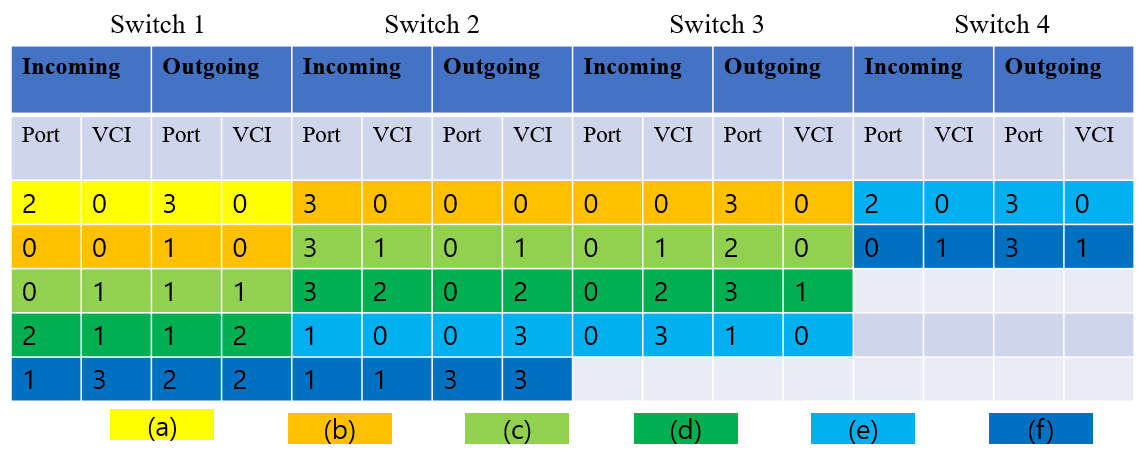 Switch 1 Switch 2 Switch 3 Switch 4
Incoming Outgoing Incoming Outgoing Incoming Outgoing Incoming Outgoing
Port VCI Port VCI Port VCI Port VCI Port VCI Port VCI Port VCI Port VCI
2 0 3 0 3 0 0 0 0 0 3 0 2 0 3 0
0 0 1 0 3 1 0 1 0 1 2 0 0 1 3 1
0 1 1 1 3 2 0 2 0 2 3 1
2 1 1 2 1 0 0 3 0 3 1 0
1 3 2 2 1 1 3 3
(a) (b) (c) (d) (e) (f)